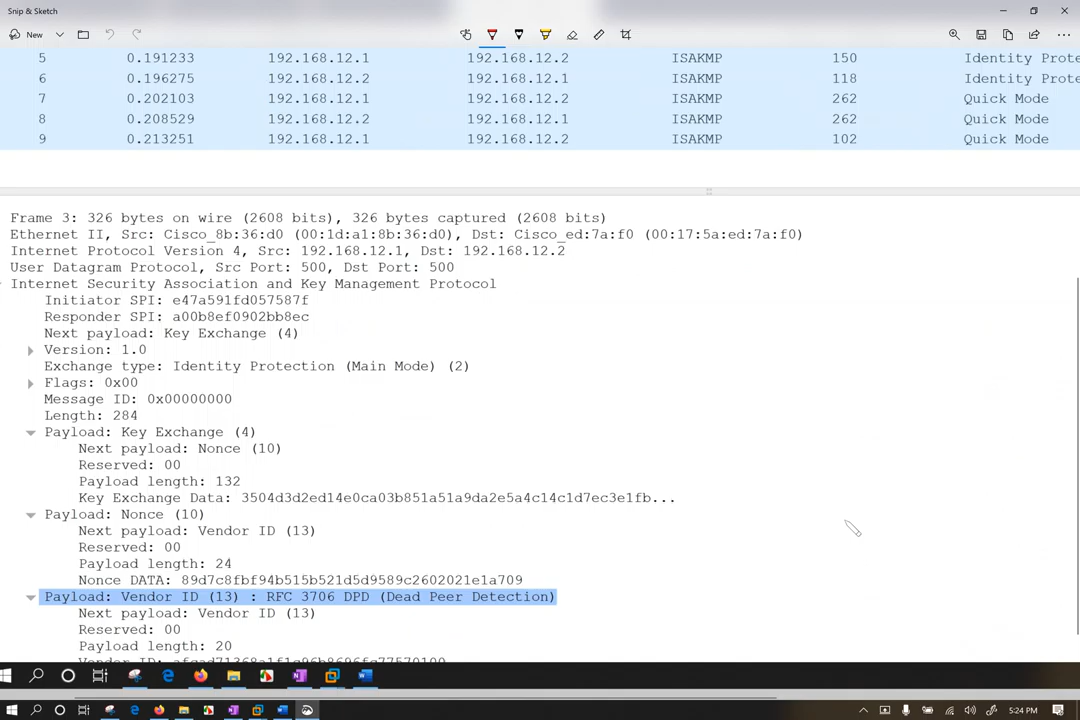 Snip & Sketch
New
5 0.191233 192.168.12.1 192.168.12.2 ISAKMP 150 Identity Prote
6 0.196275 192.168.12.2 192.168.12.1 ISAKMP 118 Identity Prote
7 0.202103 192.168.12.1 192.168.12.2 ISAKMP 262 Quick Mode
8 0.208529 192.168.12.2 192.168.12.1 ISAKMP 262 Quick Mode
9 0.213251 192.168.12.1 192.168.12.2 ISAKMP 102 Quick Mode
Frame 3: 326 bytes on wire (2608 bits), 326 bytes captured (2608 bits)
Ethernet II, Src: Cisco_8b:36:d0 (00:1d:a1:8b:36:d0), Dst: Cisco_ed:7a:f0 (00:17:5a:ed:7a:f0)
Internet Protocol Version 4, Src: 192.168.12.1, Dst: 192.168.12.2
User Datagram Protocol, Src Port: 500, Dst Port: 500
Internet Security Association and Key Management Protocol
Initiator SPI: e47a591fd057587f
Responder SPI: a00b8ef0902bb8ec
Next payload: Key Exchange (4)
Version: 1.0
Exchange type: Identity Protection (Main Mode) (2)
Flags: 0x00
Message ID: 0x00000000
Length: 284
Payload: Key Exchange (4)
Next payload: Nonce (10)
Reserved: 00
Payload length: 132
Key Exchange Data: 3504d3d2ed14e0ca03b851a51a9da2e5a4c14c1d7ec3e1fb...
Payload: Nonce (10)
Next payload: Vendor ID (13)
Reserved: 00
Payload length: 24
Nonce DATA: 89d7c8fbf94b515b521d5d9589c2602021e1a709
Payload: Vendor ID (13) : RFC 3706 DPD (Dead Peer Detection)
Next payload: Vendor ID (13)
Reserved: 00
Payload length: 20
Vendor ID: afcad71368a1f1c96b8696fc77570100
5:24 PM